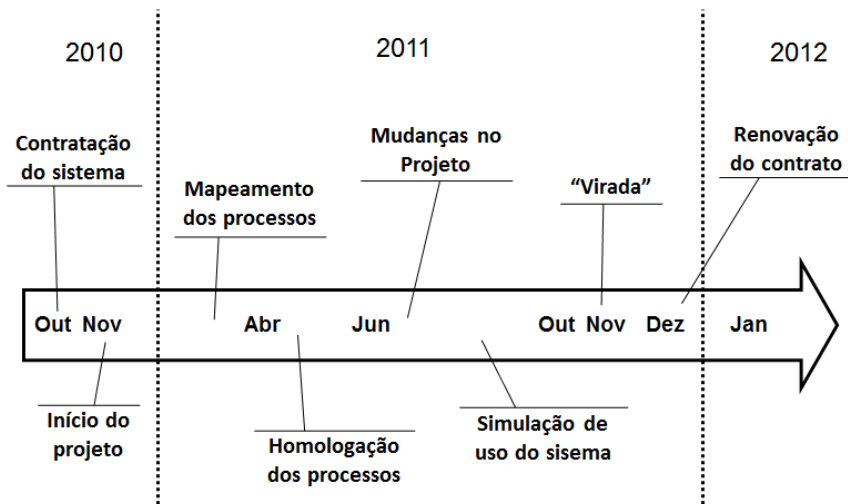 2010
2011
2012
Contratação
do sistema
Mapeamento
dos processos
Mudanças no
Projeto
“Virada”
Renovação
do contrato
Out Nov Abr Jun Out Nov Dez Jan
Início do
projeto
Homologação
dos processos
Simulação de
uso do sisema